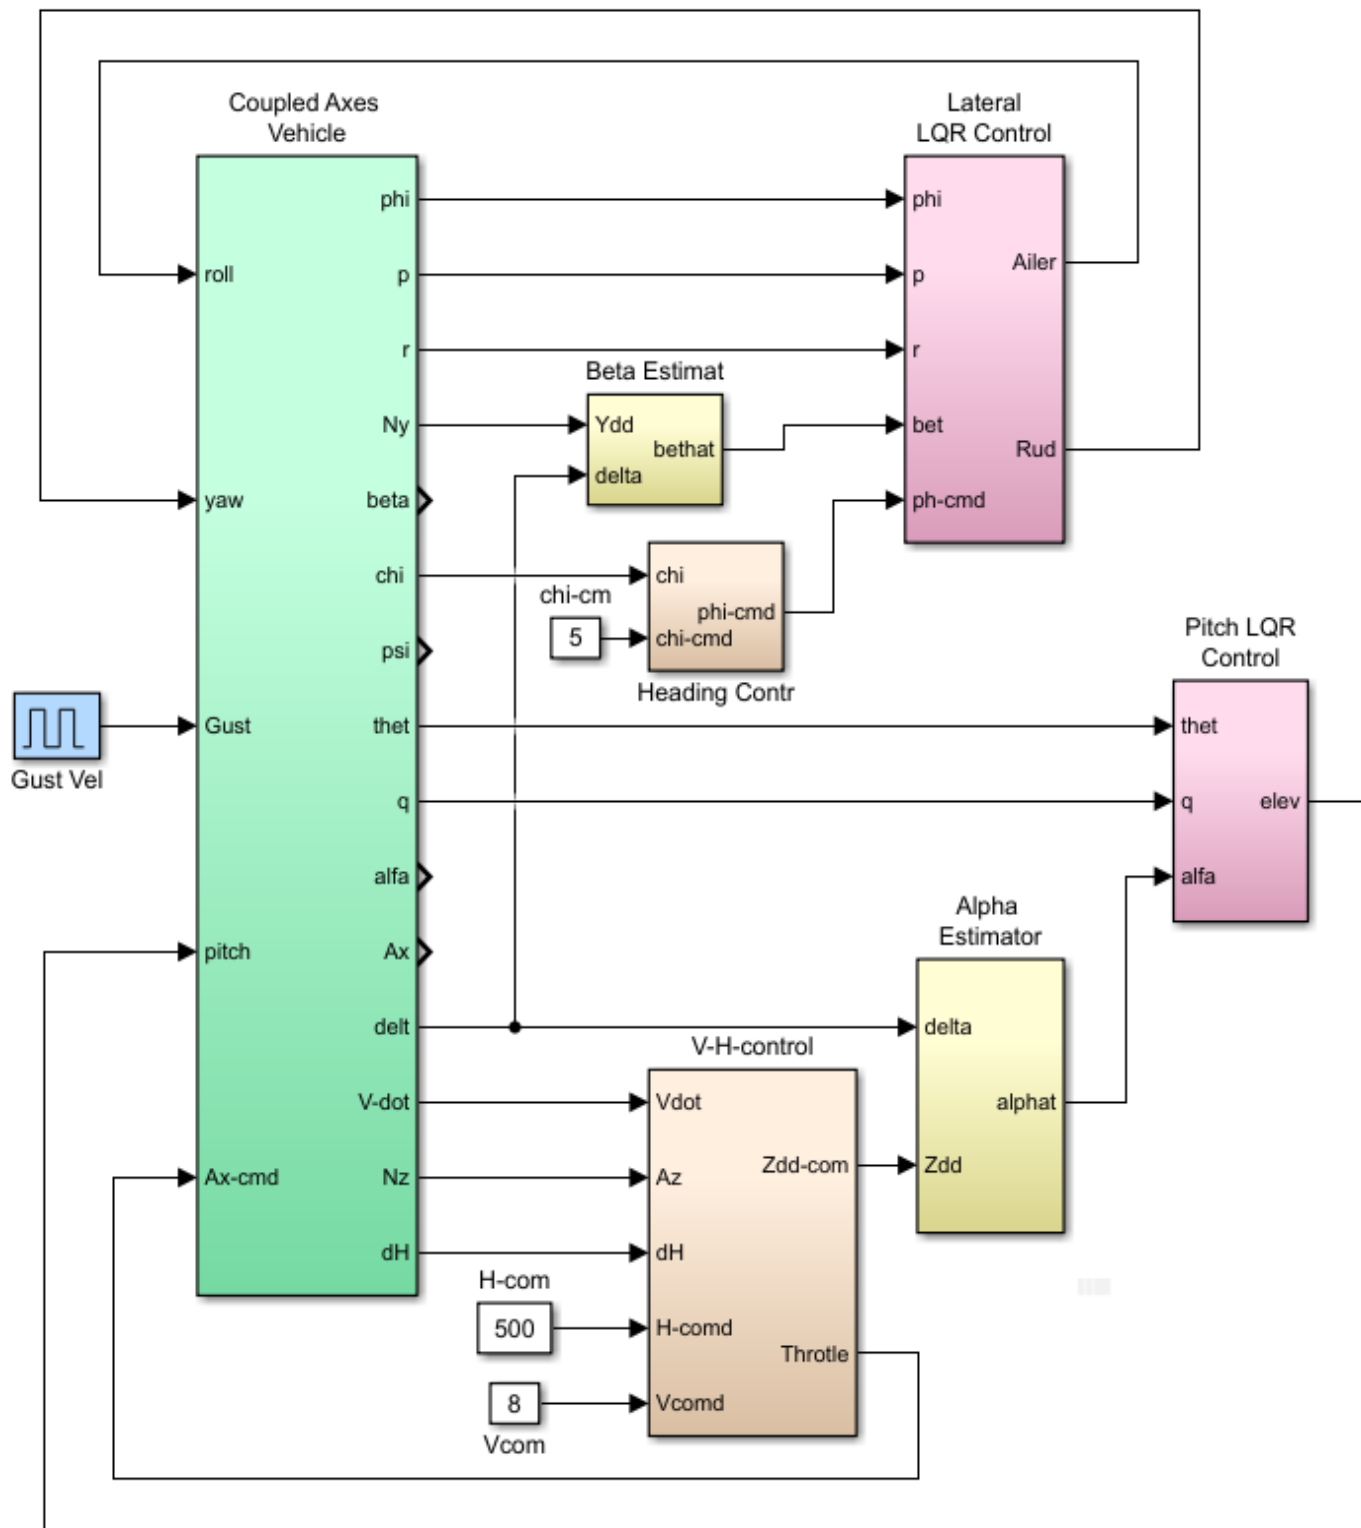 Coupled Axes
Vehicle
Lateral
LQR Control
phi
phi
Ailer
roll
p
p
r
r
Beta Estimat
Ny
Ydd
bethat
bet
Rud
delta
yaw
beta
ph-cmd
chi
chi
chi-cm
phi-cmd
5
chi-cmd
psi
Heading Contr
Pitch LQR
Control
Gust
thet
thet
Gust Vel
q
q
elev
alfa
alfa
Alpha
Estimator
pitch
Ax
delt
delta
V-H-control
V-dot
Vdot
alphat
Ax-cmd
Nz
Az
Zdd-com
Zdd
dH
dH
H-com
500
H-comd
Throtle
8
Vcomd
Vcom